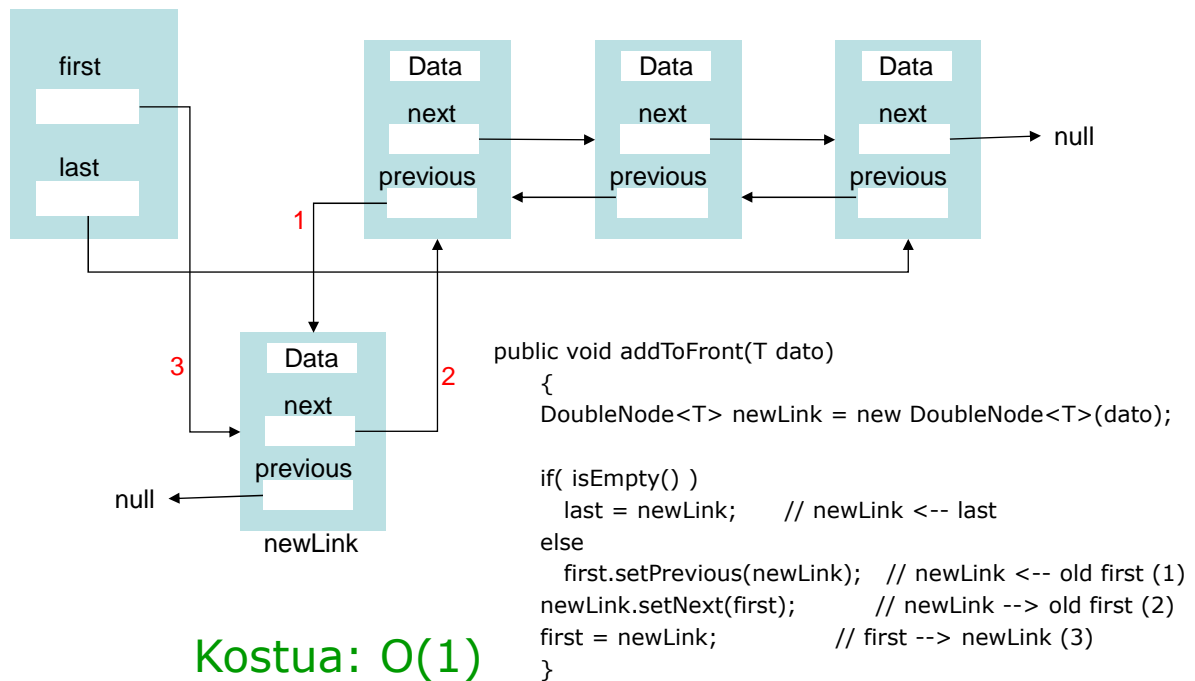 first
last
Data
next
previous
Data
next
previous
Data
next
previous
null
1
3
2
Data
next
previous
null
newLink
public void addToFront(T dato)
{
DoubleNode<T> newLink = new DoubleNode<T>(dato);
if( isEmpty() )
last = newLink; // newLink <-- last
else
first.setPrevious(newLink); // newLink <-- old first (1)
newLink.setNext(first); // newLink --> old first (2)
first = newLink; // first --> newLink (3)
}
Kostua: O(1)